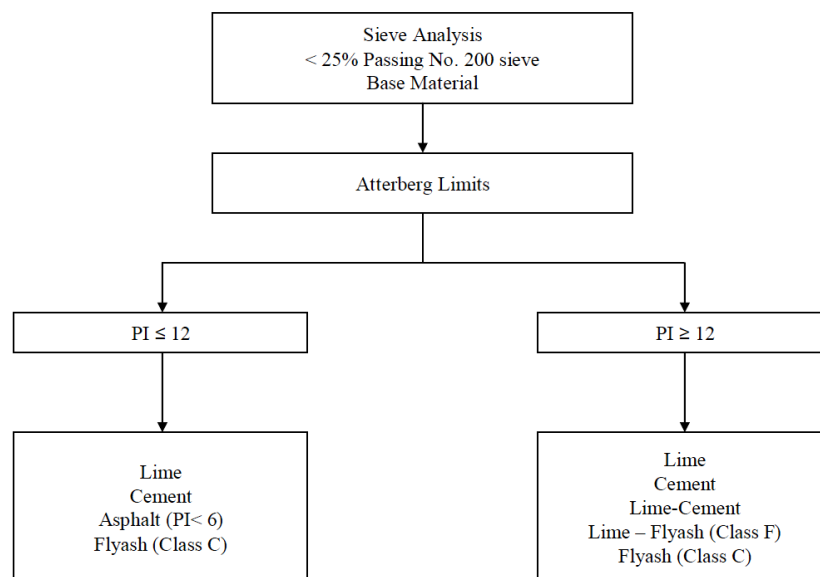 Sieve Analysis
< 25% Passing No. 200 sieve
Base Material
Atterberg Limits
PI ≤ 12
PI ≥ 12
Lime
Cement
Asphalt (PI< 6)
Flyash (Class C)
Lime
Cement
Lime-Cement
Lime – Flyash (Class F)
Flyash (Class C)